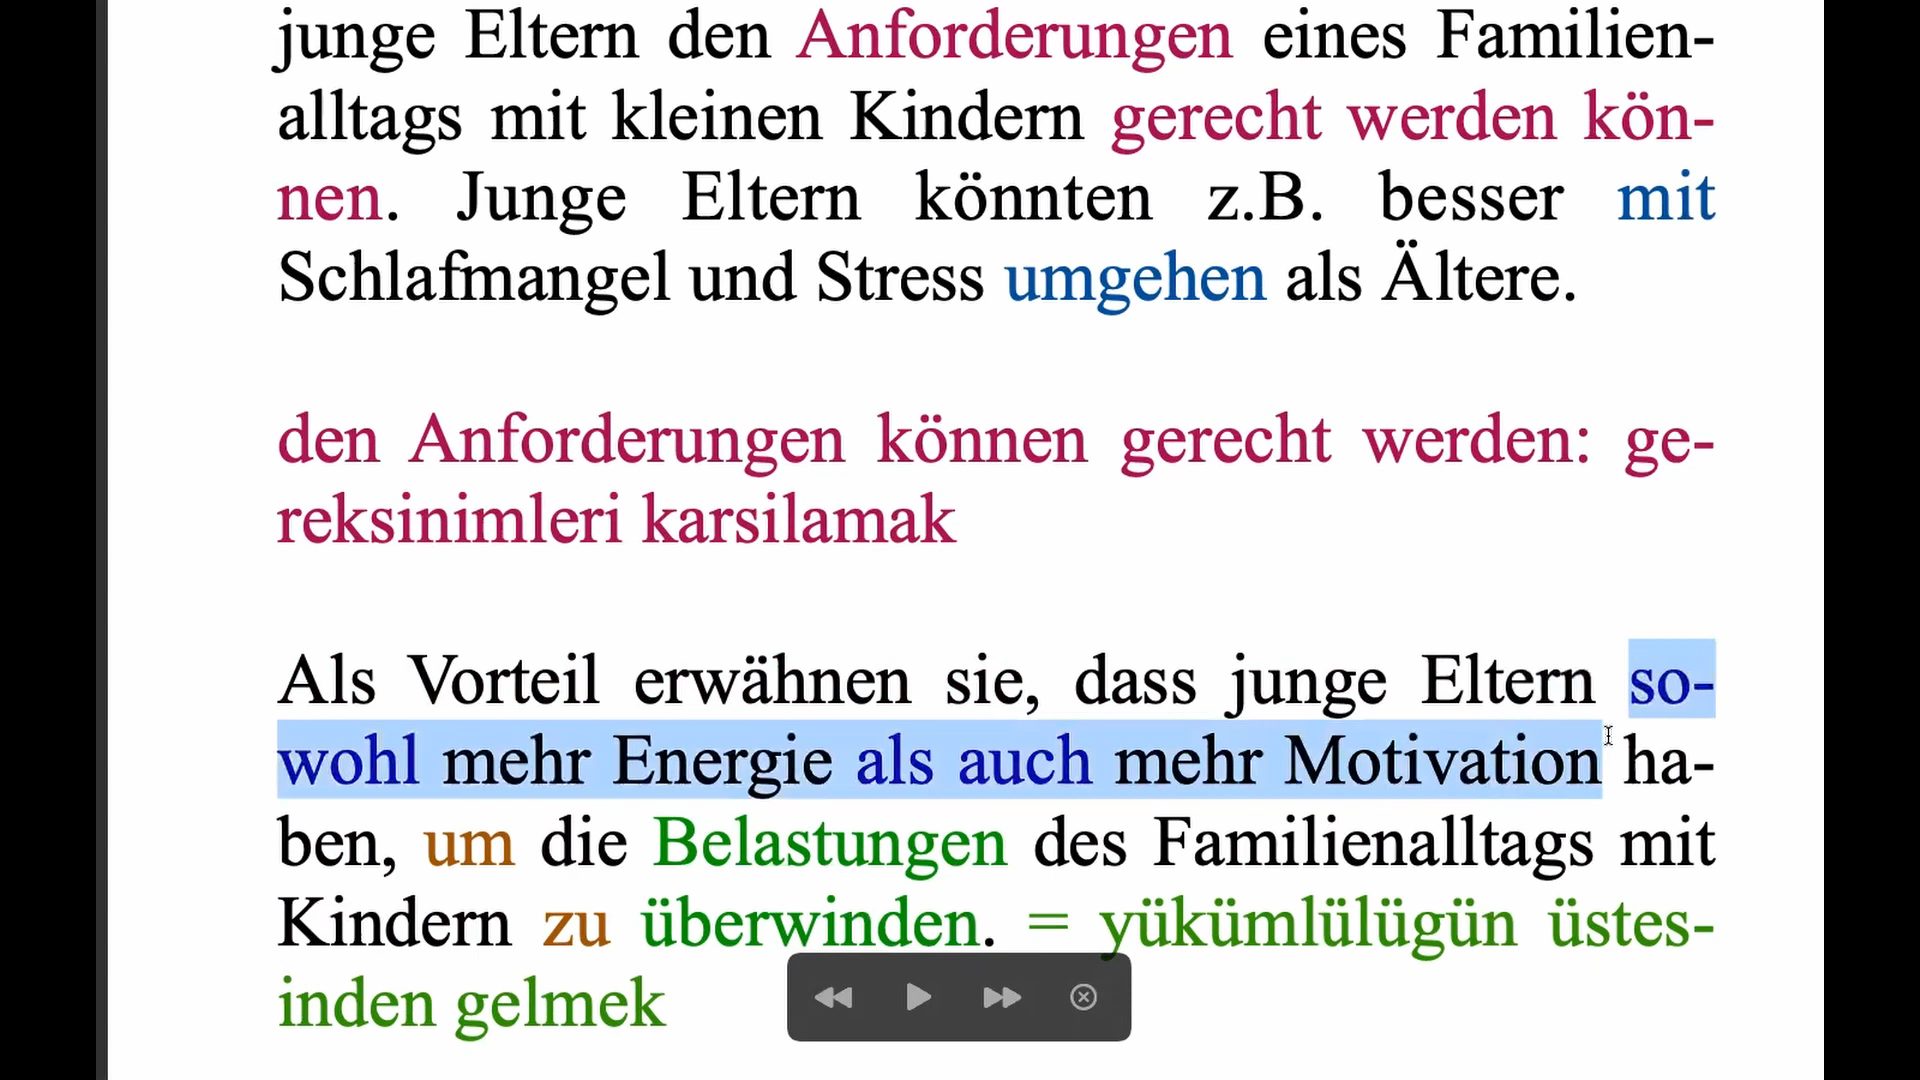 junge Eltern den Anforderungen eines Familien-
alltags mit kleinen Kindern gerecht werden kön-
nen. Junge Eltern könnten z.B. besser mit
Schlafmangel und Stress umgehen als Ältere.
den Anforderungen können gerecht werden: ge-
reksinimleri karsilamak
Als Vorteil erwähnen sie, dass junge Eltern so-
wohl mehr Energie als auch mehr Motivation ha-
ben, um die Belastungen des Familienalltags mit
Kindern zu überwinden. = yükümlülügün üstes-
inden gelmek